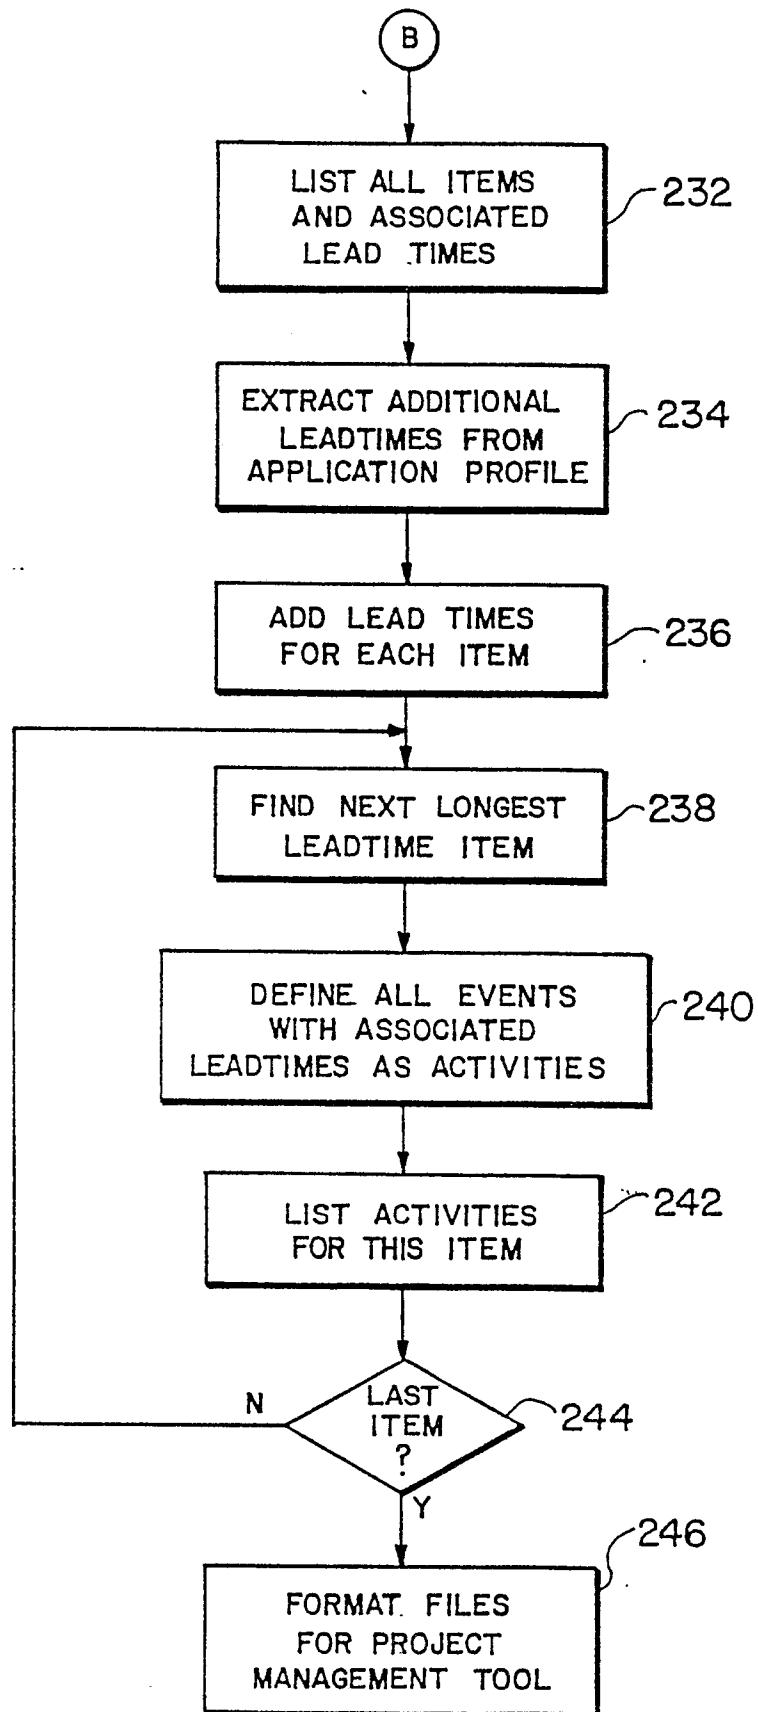 B
LIST ALL ITEMS
AND ASSOCIATED
LEAD TIMES
232
EXTRACT ADDITIONAL
LEADTIMES FROM
APPLICATION PROFILE
234
ADD LEAD TIMES
FOR EACH ITEM
236
FIND NEXT LONGEST
LEADTIME ITEM
238
DEFINE ALL EVENTS
WITH ASSOCIATED
LEADTIMES AS ACTIVITIES
240
LIST ACTIVITIES
FOR THIS ITEM
242
N
LAST
ITEM
?
244
Y
246
FORMAT FILES
FOR PROJECT
MANAGEMENT TOOL